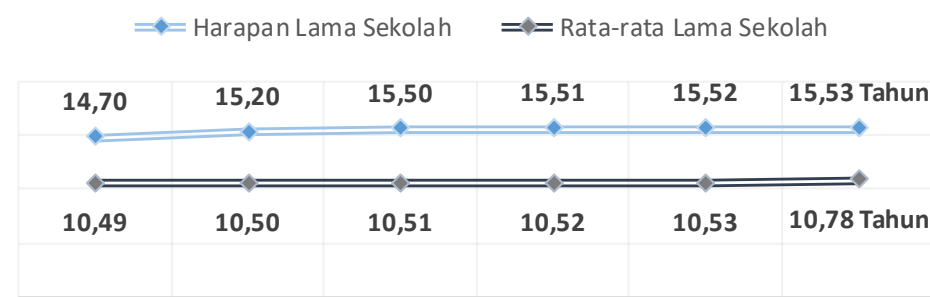 Harapan Lama Sekolah Rata-rata Lama Sekolah
14,70 15,20 15,50 15,51 15,52 15,53 Tahun
10,49 10,50 10,51 10,52 10,53 10,78 Tahun